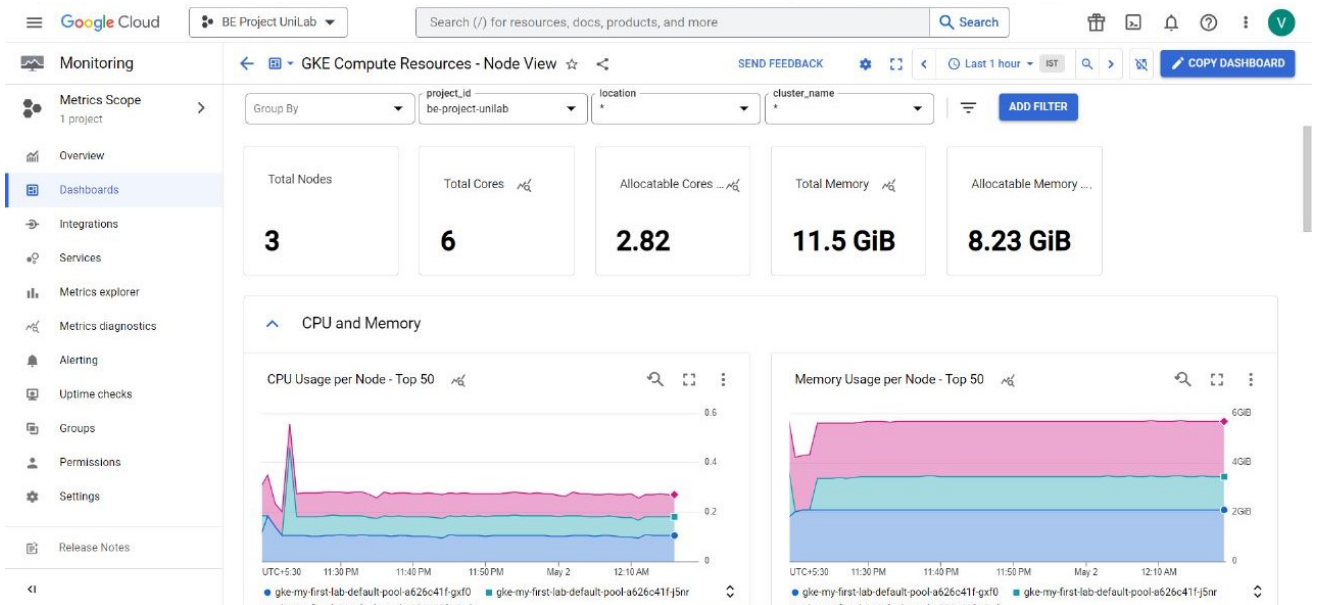 Google Cloud
BE Project UniLab
Search (/) for resources, docs, products, and more
Search
V
Monitoring
GKE Compute Resources - Node View
SEND FEEDBACK
Last 1 hour
IST
COPY DASHBOARD
Metrics Scope
1 project
Group By
project_id
be-project-unilab
location
*
cluster_name
*
ADD FILTER
Overview
Dashboards
Integrations
Services
Metrics explorer
Metrics diagnostics
Alerting
Uptime checks
Groups
Permissions
Settings
Release Notes
Total Nodes
3
Total Cores
6
Allocatable Cores ...
2.82
Total Memory
11.5 GiB
Allocatable Memory ...
8.23 GiB
CPU and Memory
CPU Usage per Node - Top 50
0.6
0.4
0.2
0
UTC+5:30 11:30 PM 11:40 PM 11:50 PM May 2 12:10 AM
gke-my-first-lab-default-pool-a626c41f-gxf0 gke-my-first-lab-default-pool-a626c41f-j5nr
Memory Usage per Node - Top 50
6GiB
4GiB
2GiB
0
UTC+5:30 11:30 PM 11:40 PM 11:50 PM May 2 12:10 AM
gke-my-first-lab-default-pool-a626c41f-gxf0 gke-my-first-lab-default-pool-a626c41f-j5nr